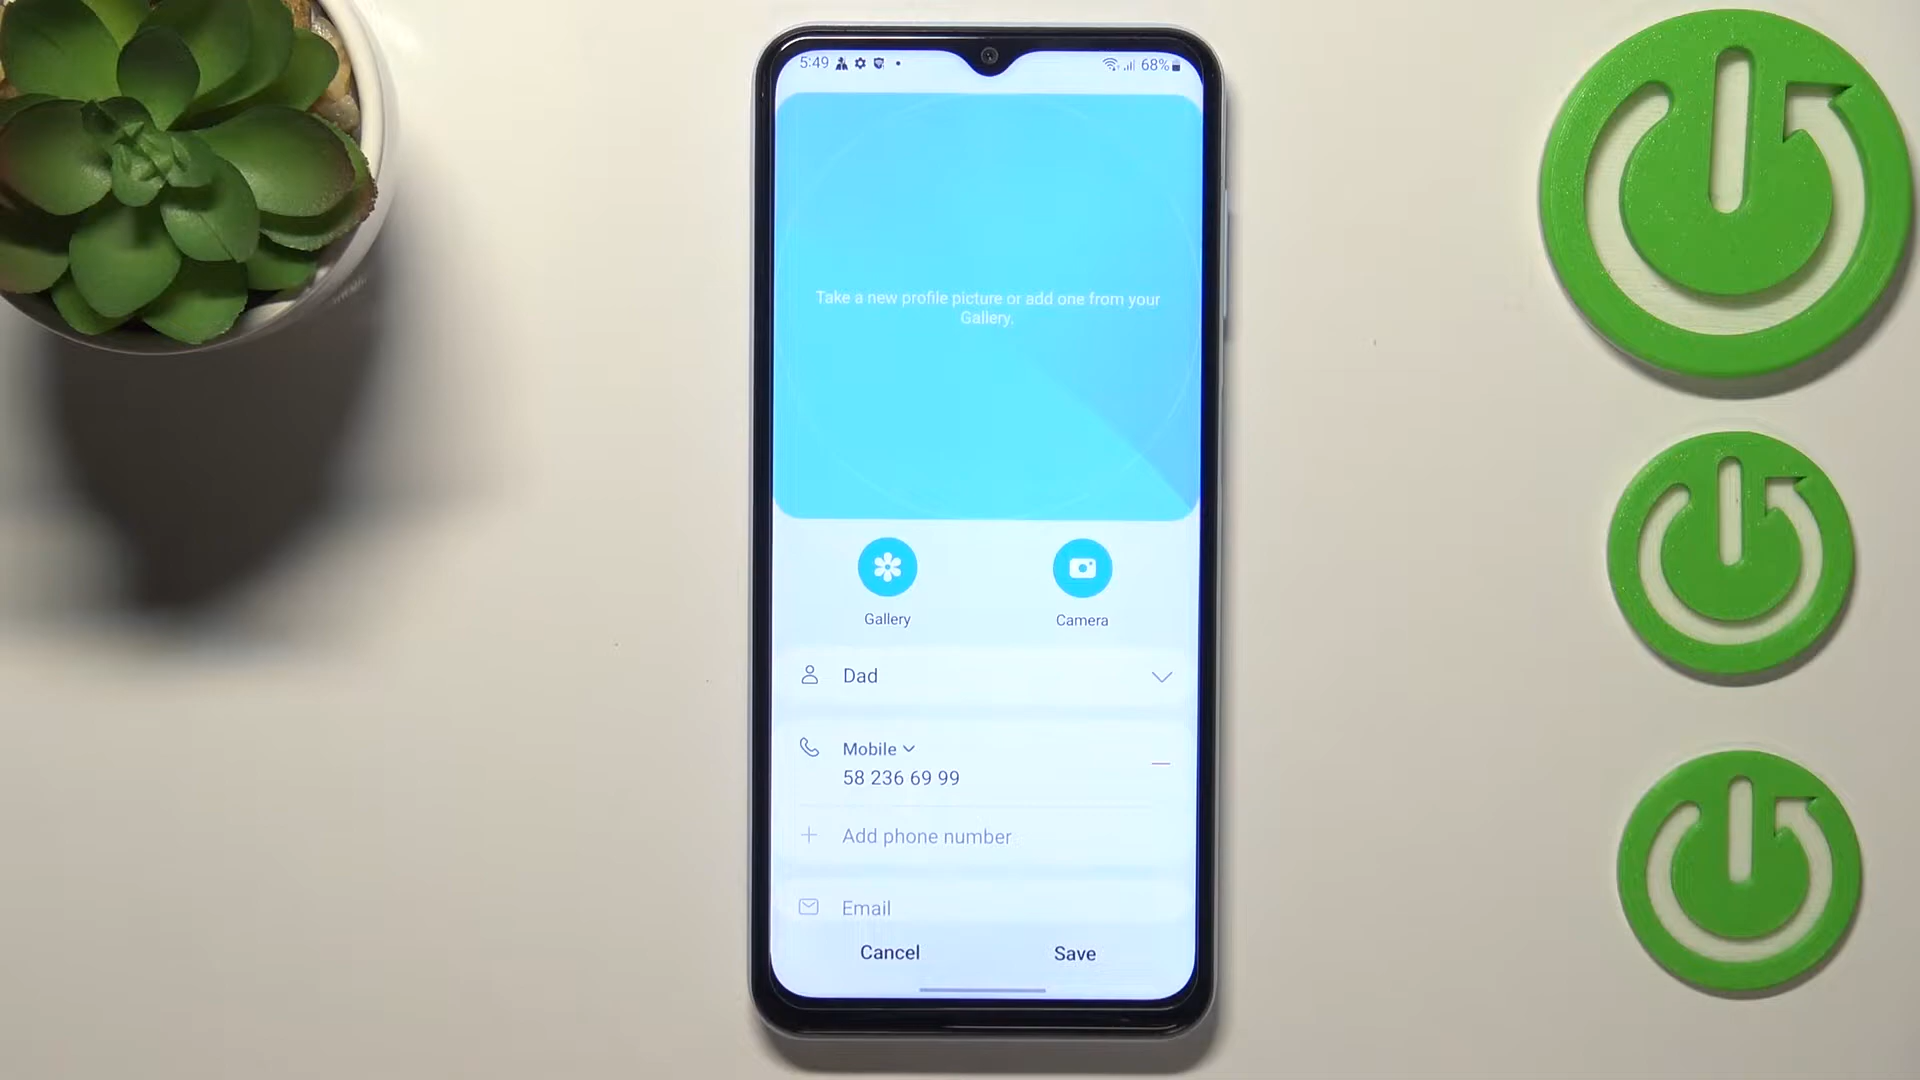 5:49
68%
Take a new profile picture or add one from your
Gallery.
Gallery
Camera
Dad
Mobile
58 236 69 99
Add phone number
Email
Cancel
Save